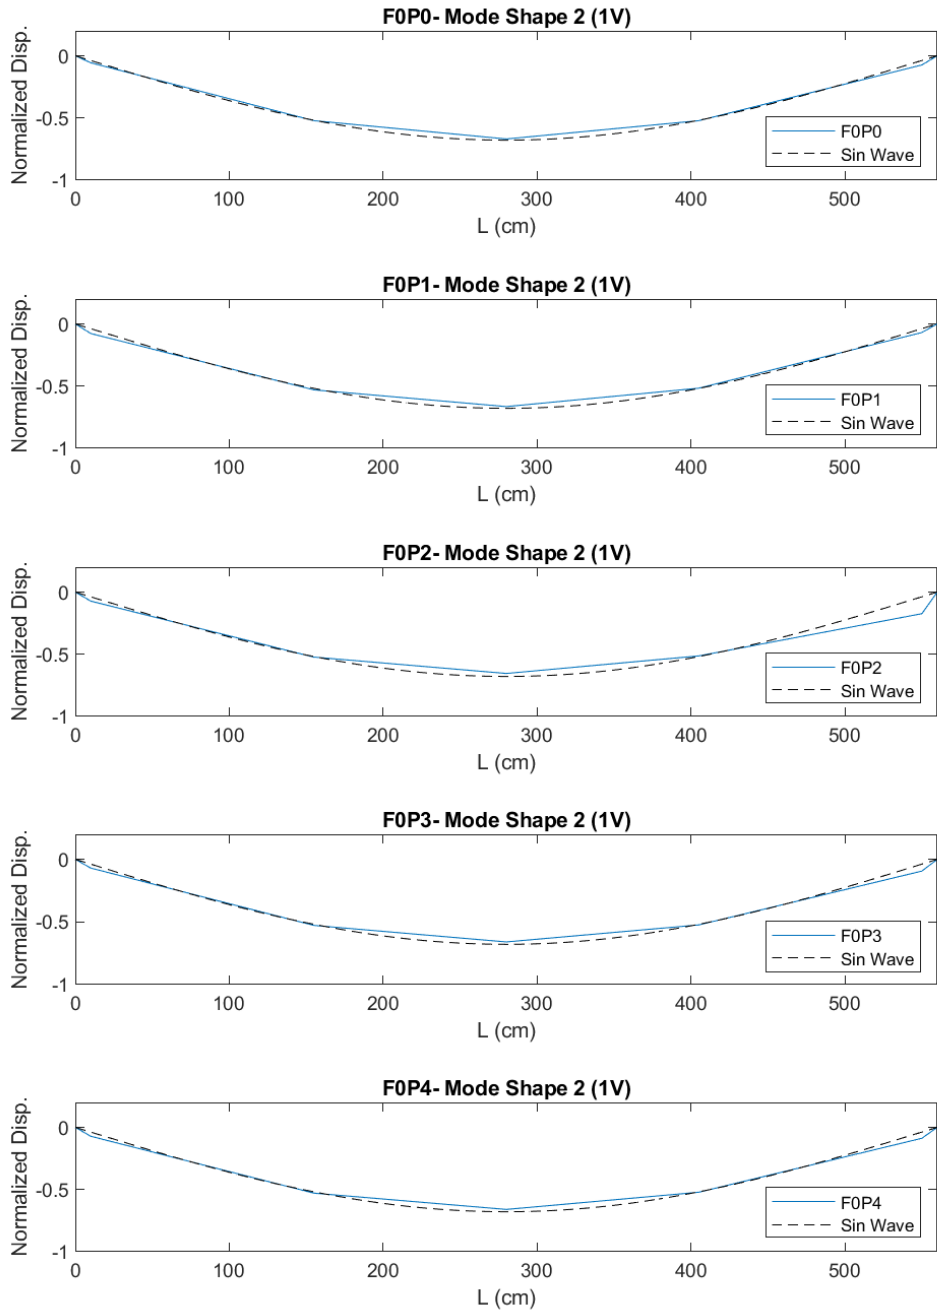 F0P0- Mode Shape 2 (1V)
Normalized Disp.
0
-0.5
-1
F0P0
Sin Wave
0 100 200 300 400 500
L (cm)
F0P1- Mode Shape 2 (1V)
Normalized Disp.
0
-0.5
-1
F0P1
Sin Wave
0 100 200 300 400 500
L (cm)
F0P2- Mode Shape 2 (1V)
Normalized Disp.
0
-0.5
-1
F0P2
Sin Wave
0 100 200 300 400 500
L (cm)
F0P3- Mode Shape 2 (1V)
Normalized Disp.
0
-0.5
-1
F0P3
Sin Wave
0 100 200 300 400 500
L (cm)
F0P4- Mode Shape 2 (1V)
Normalized Disp.
0
-0.5
-1
F0P4
Sin Wave
0 100 200 300 400 500
L (cm)